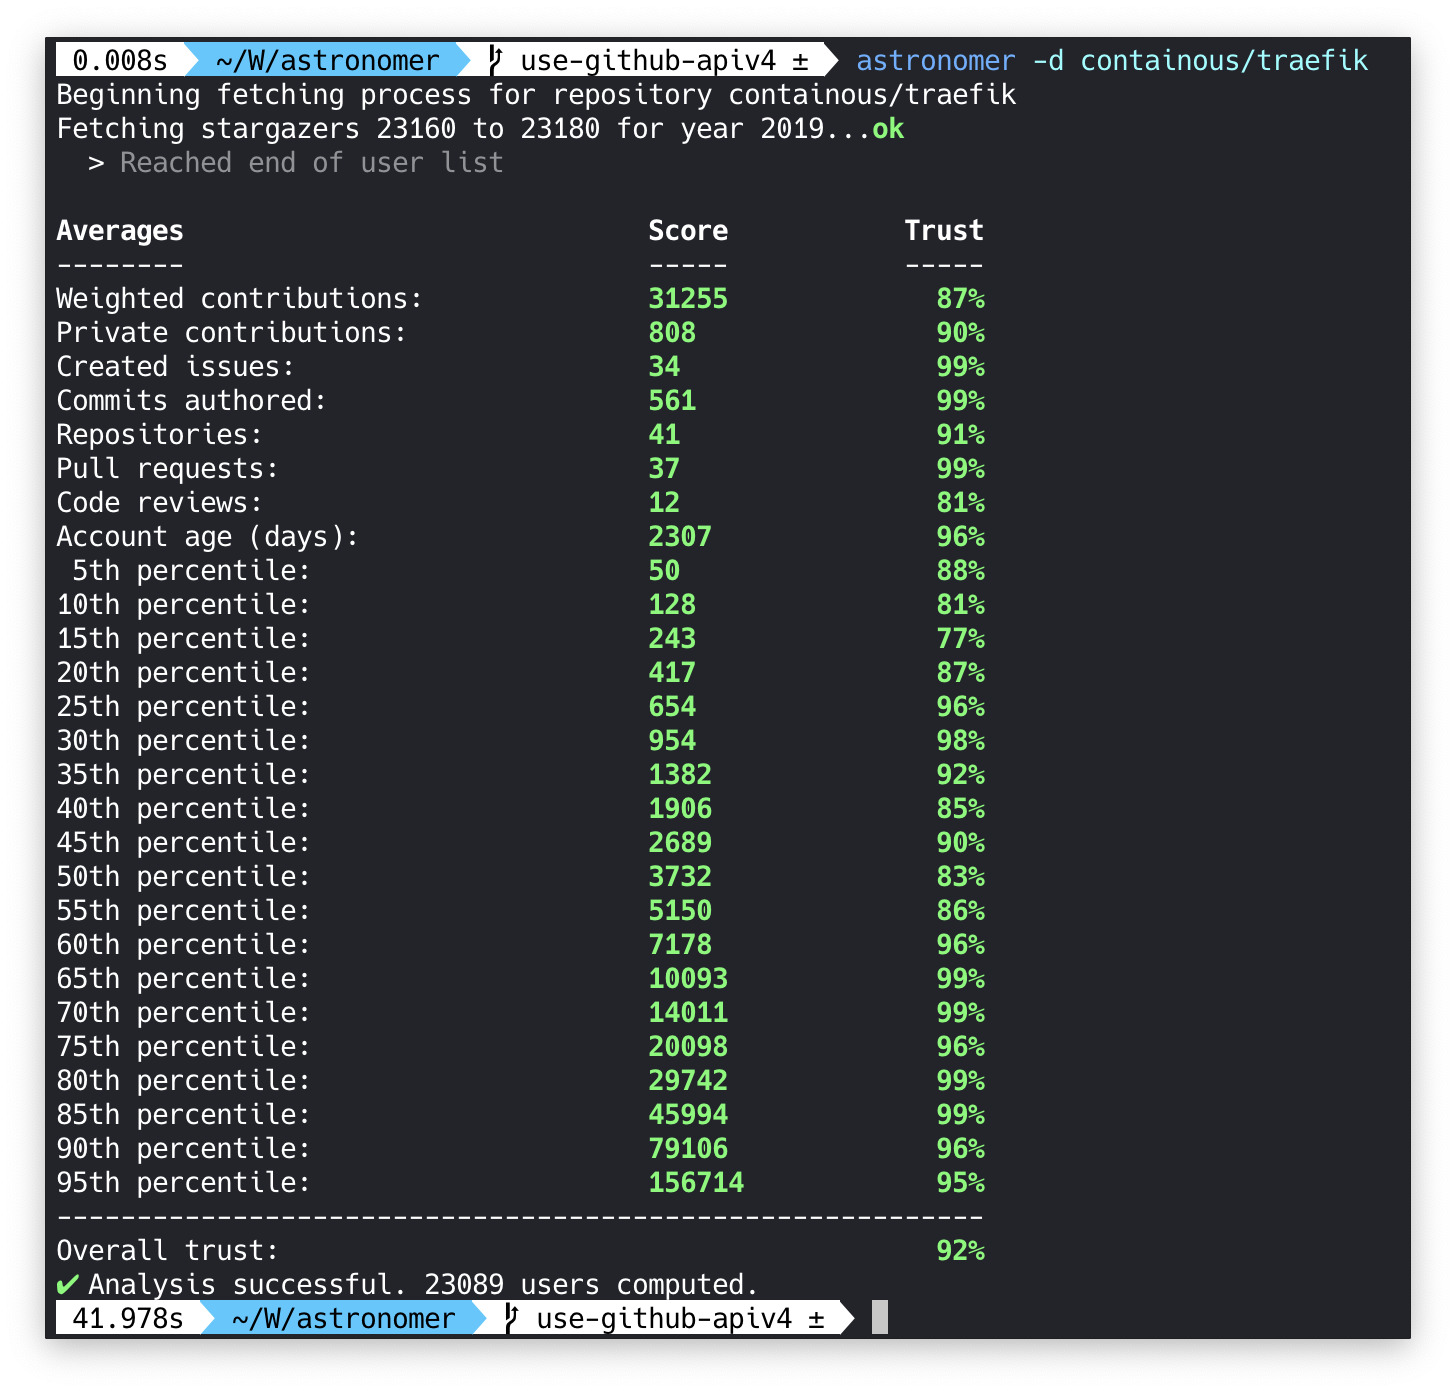 0.008s ~/W/astronomer use-github-apiv4 ± astronomer -d containous/traefik
Beginning fetching process for repository containous/traefik
Fetching stargazers 23160 to 23180 for year 2019...ok
> Reached end of user list
Averages Score Trust
-------- ----- -----
Weighted contributions: 31255 87%
Private contributions: 808 90%
Created issues: 34 99%
Commits authored: 561 99%
Repositories: 41 91%
Pull requests: 37 99%
Code reviews: 12 81%
Account age (days): 2307 96%
5th percentile: 50 88%
10th percentile: 128 81%
15th percentile: 243 77%
20th percentile: 417 87%
25th percentile: 654 96%
30th percentile: 954 98%
35th percentile: 1382 92%
40th percentile: 1906 85%
45th percentile: 2689 90%
50th percentile: 3732 83%
55th percentile: 5150 86%
60th percentile: 7178 96%
65th percentile: 10093 99%
70th percentile: 14011 99%
75th percentile: 20098 96%
80th percentile: 29742 99%
85th percentile: 45994 99%
90th percentile: 79106 96%
95th percentile: 156714 95%
----------------------------------------------------------
Overall trust: 92%
✔ Analysis successful. 23089 users computed.
41.978s ~/W/astronomer use-github-apiv4 ±